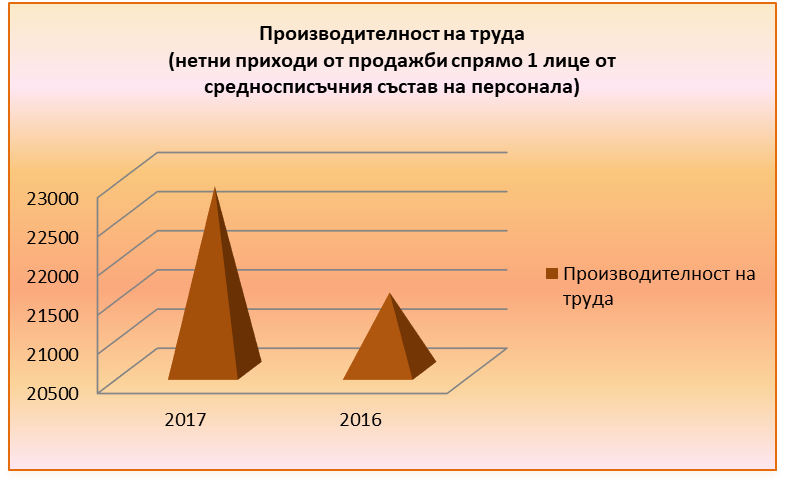 Производителност на труда
(нетни приходи от продажби спрямо 1 лице от
средносписъчния състав на персонала)
23000
22500
22000
21500
21000
20500
2017
2016
Производителност на
труда